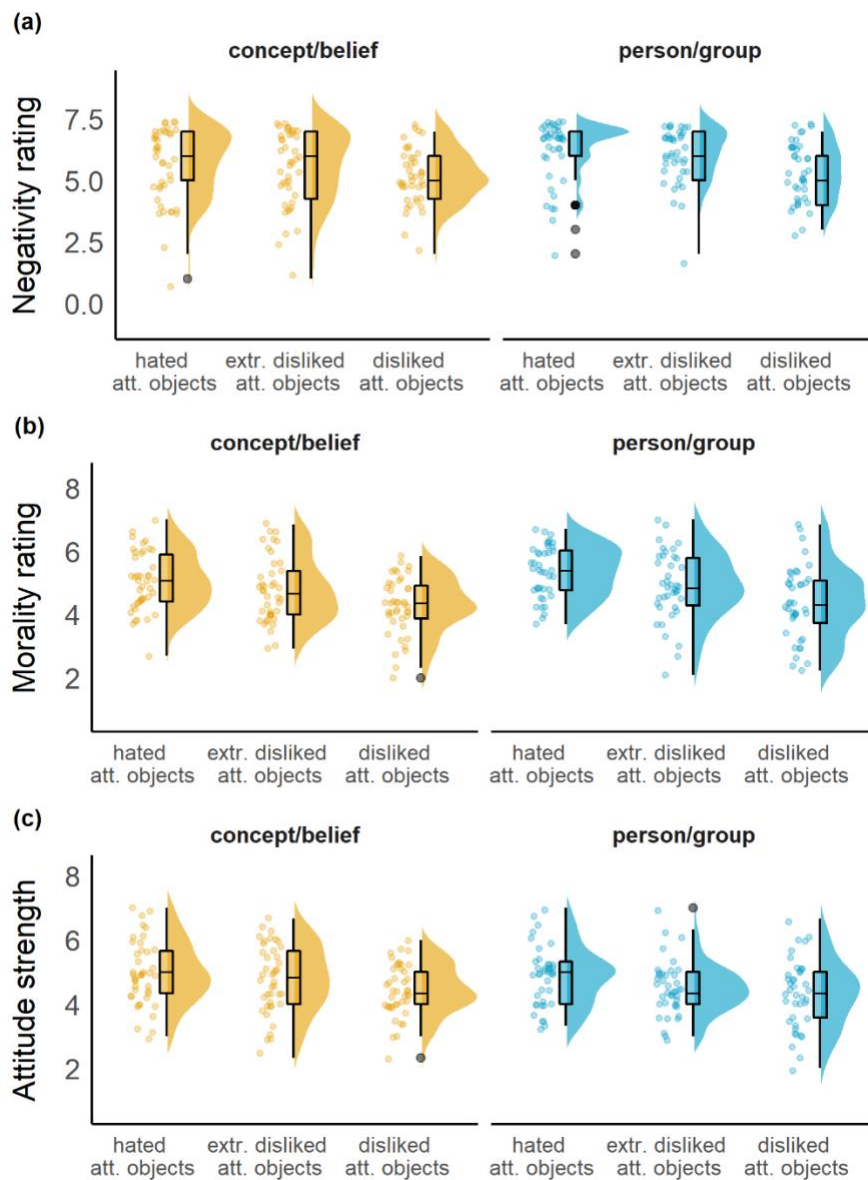 (a)
concept/belief person/group
Negativity rating
7.5
5.0
2.5
0.0
hated extr. disliked disliked hated extr. disliked disliked
att. objects att. objects att. objects att. objects att. objects att. objects
(b)
concept/belief person/group
Morality rating
8
6
4
2
hated extr. disliked disliked hated extr. disliked disliked
att. objects att. objects att. objects att. objects att. objects att. objects
(c)
concept/belief person/group
Attitude strength
8
6
4
2
hated extr. disliked disliked hated extr. disliked disliked
att. objects att. objects att. objects att. objects att. objects att. objects